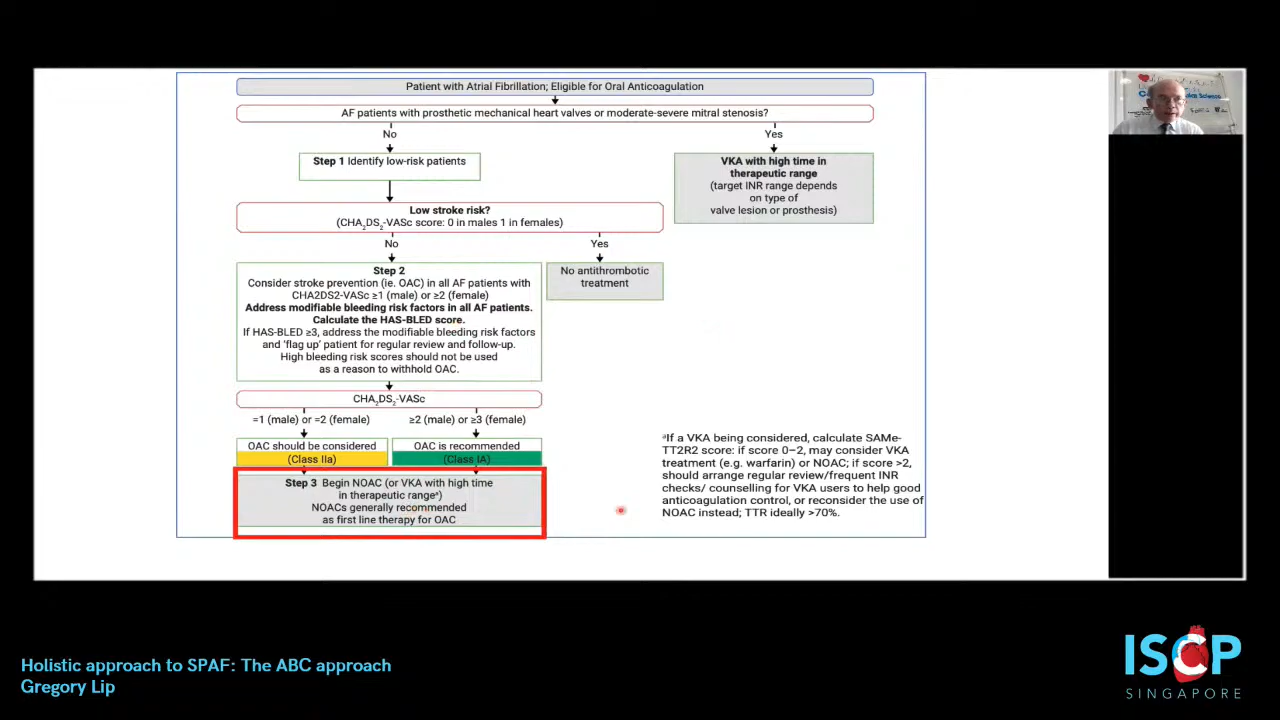 Patient with Atrial Fibrillation; Eligible for Oral Anticoagulation
AF patients with prosthetic mechanical heart valves or moderate-severe mitral stenosis?
No
Yes
Step 1 Identify low-risk patients
VKA with high time in
therapeutic range
(target INR range depends
on type of
valve lesion or prosthesis)
Low stroke risk?
(CHA₂DS₂-VASc score: 0 in males 1 in females)
No
Yes
Step 2
Consider stroke prevention (ie. OAC) in all AF patients with
CHA2DS2-VASc ≥1 (male) or ≥2 (female)
Address modifiable bleeding risk factors in all AF patients.
Calculate the HAS-BLED score.
If HAS-BLED ≥3, address the modifiable bleeding risk factors
and 'flag up' patient for regular review and follow-up.
High bleeding risk scores should not be used
as a reason to withhold OAC.
No antithrombotic
treatment
CHA₂DS₂-VASc
=1 (male) or =2 (female)
≥2 (male) or ≥3 (female)
OAC should be considered
(Class IIa)
OAC is recommended
(Class IA)
Step 3 Begin NOAC (or VKA with high time
in therapeutic rangeª)
NOACs generally recommended
as first line therapy for OAC
ªIf a VKA being considered, calculate SAMe-
TT2R2 score: if score 0–2, may consider VKA
treatment (e.g. warfarin) or NOAC; if score >2,
should arrange regular review/frequent INR
checks/ counselling for VKA users to help good
anticoagulation control, or reconsider the use of
NOAC instead; TTR ideally >70%.
Holistic approach to SPAF: The ABC approach
Gregory Lip
ISCP
SINGAPORE